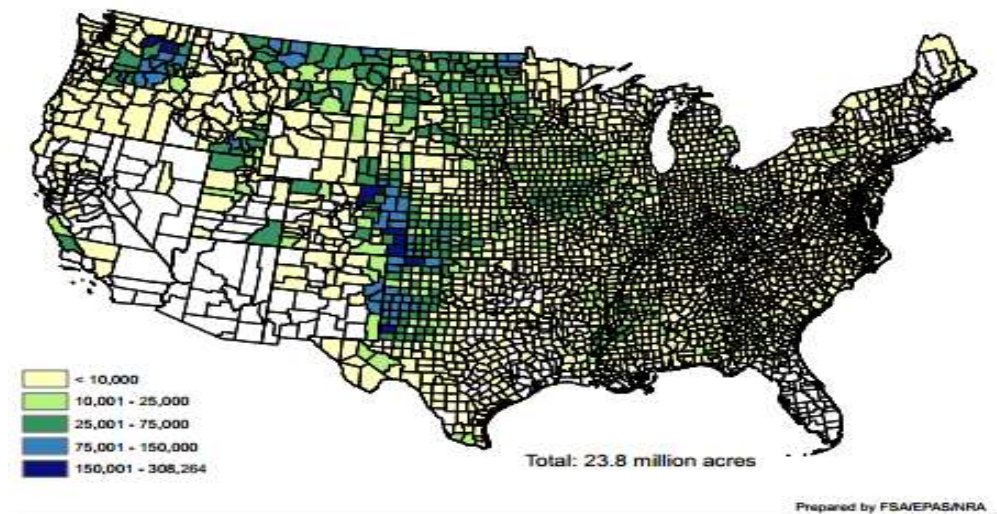 < 10,000
10,001 - 25,000
25,001 - 75,000
75,001 - 150,000
150,001 - 308,264
Total: 23.8 million acres
Prepared by FSA/EPAS/NRA